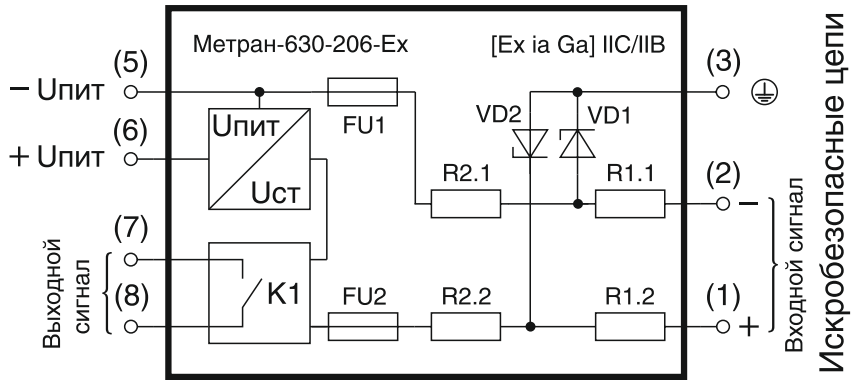 Метран-630-206-Ex
[Ex ia Ga] IIC/IIB
(5)
− Uпит
(6)
+ Uпит
(7)
(8)
Выходной
сигнал
Uпит
Uст
K1
FU1
FU2
VD2
VD1
R2.1
R1.1
R2.2
R1.2
(3)
(2)
−
(1)
+
Входной сигнал
Искробезопасные цепи